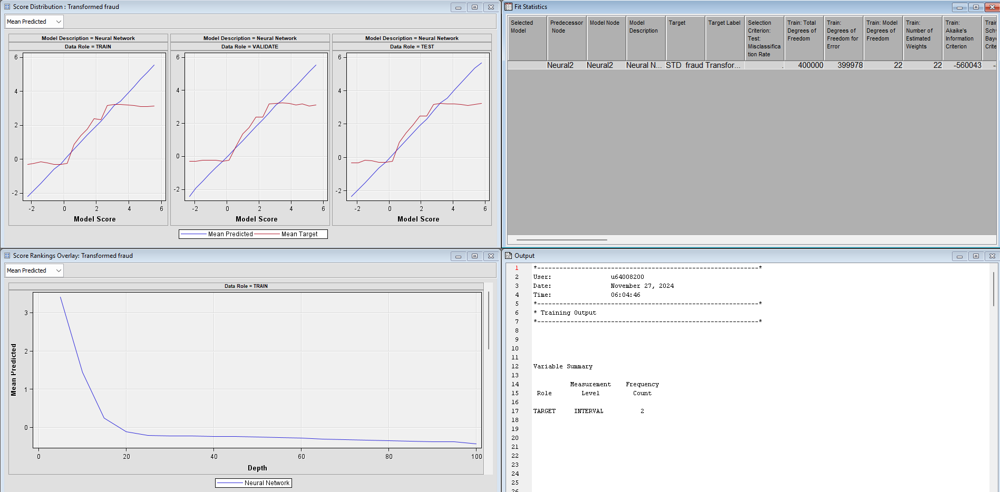 Score Distribution : Transformed fraud
Mean Predicted
Model Description = Neural Network
Data Role = TRAIN
6
4
2
0
-2
-2 0 2 4 6
Model Score
Model Description = Neural Network
Data Role = VALIDATE
6
4
2
0
-2
-2 0 2 4 6
Model Score
Model Description = Neural Network
Data Role = TEST
6
4
2
0
-2
-2 0 2 4 6
Model Score
Mean Predicted Mean Target
Fit Statistics
Selected Model
Predecessor Node
Model Node
Model Description
Target
Target Label
Selection Criterion: Test: Misclassifica tion Rate
Train: Total Degrees of Freedom
Train: Degrees of Freedom for Error
Train: Model Degrees of Freedom
Train: Number of Estimated Weights
Train: Akaike's Information Criterion
Train Sch Baye Crite
Neural2 Neural2 Neural N... STD fraud Transfor... . 400000 399978 22 22 -560043 -
Score Rankings Overlay: Transformed fraud
Mean Predicted
Data Role = TRAIN
Mean Predicted
3
2
1
0
0 20 40 60 80 100
Depth
Neural Network
Output
1 *------------------------------------------------------------*
2 User: u64008200
3 Date: November 27, 2024
4 Time: 06:04:46
5 *------------------------------------------------------------*
6 * Training Output
7 *------------------------------------------------------------*
8
9
10
11
12 Variable Summary
13
14 Measurement Frequency
15 Role Level Count
16
17 TARGET INTERVAL 2
18
19
20
21
22
23
24
25
26